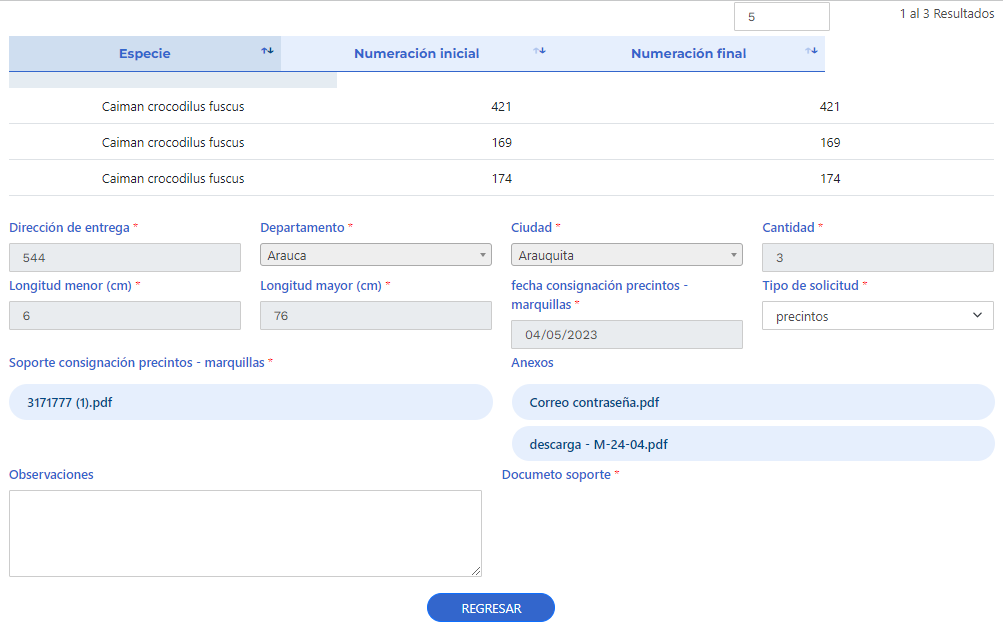 5
1 al 3 Resultados
Especie Numeración inicial Numeración final
Caiman crocodilus fuscus 421 421
Caiman crocodilus fuscus 169 169
Caiman crocodilus fuscus 174 174
Dirección de entrega * Departamento * Ciudad * Cantidad *
544 Arauca Arauquita 3
Longitud menor (cm) * Longitud mayor (cm) * fecha consignación precintos - Tipo de solicitud *
marquillas *
6 76 04/05/2023 precintos
Soporte consignación precintos - marquillas * Anexos
3171777 (1).pdf Correo contraseña.pdf
descarga - M-24-04.pdf
Observaciones Documeto soporte *
REGRESAR